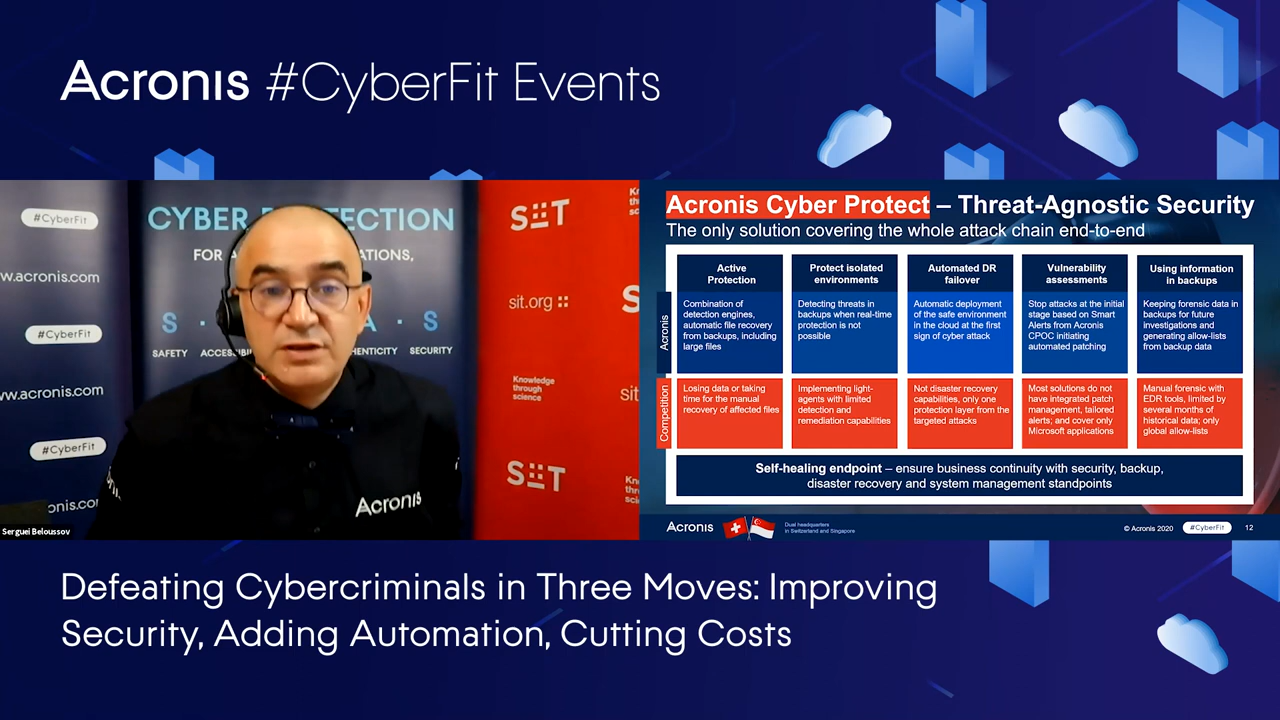 Acronis #CyberFit Events
#CyberFit
w.acronis.com
#CyberFit
w.acronis.com
#CyberFit
onis.com
CYBER PROTECTION
FOR
SAFETY
SECURITY
SIT
sit.org
Knowledge
through
science
sit
SIT
Acronis
Serguei Beloussov
Acronis Cyber Protect – Threat-Agnostic Security
The only solution covering the whole attack chain end-to-end
Acronis
Competition
Active
Protection
Combination of
detection engines,
automatic file recovery
from backups, including
large files
Losing data or taking
time for the manual
recovery of affected files
Protect isolated
environments
Detecting threats in
backups when real-time
protection is not
possible
Implementing light-
agents with limited
detection and
remediation capabilities
Automated DR
failover
Automatic deployment
of the safe environment
in the cloud at the first
sign of cyber attack
Not disaster recovery
capabilities, only one
protection layer from the
targeted attacks
Vulnerability
assessments
Stop attacks at the initial
stage based on Smart
Alerts from Acronis
CPOC initiating
automated patching
Most solutions do not
have integrated patch
management, tailored
alerts; and cover only
Microsoft applications
Using information
in backups
Keeping forensic data in
backups for future
investigations and
generating allow-lists
from backup data
Manual forensic with
EDR tools, limited by
several months of
historical data; only
global allow-lists
Self-healing endpoint – ensure business continuity with security, backup,
disaster recovery and system management standpoints
Acronis
Dual headquarters
in Switzerland and Singapore
© Acronis 2020
#CyberFit
12
Defeating Cybercriminals in Three Moves: Improving
Security, Adding Automation, Cutting Costs